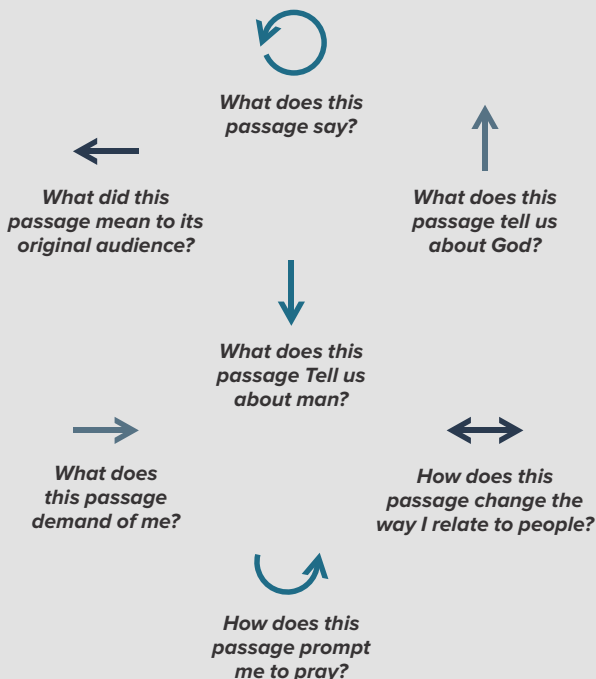 What does this
passage say?
What did this
passage mean to its
original audience?
What does this
passage tell us
about God?
What does this
passage Tell us
about man?
What does
this passage
demand of me?
How does this
passage change the
way I relate to people?
How does this
passage prompt
me to pray?